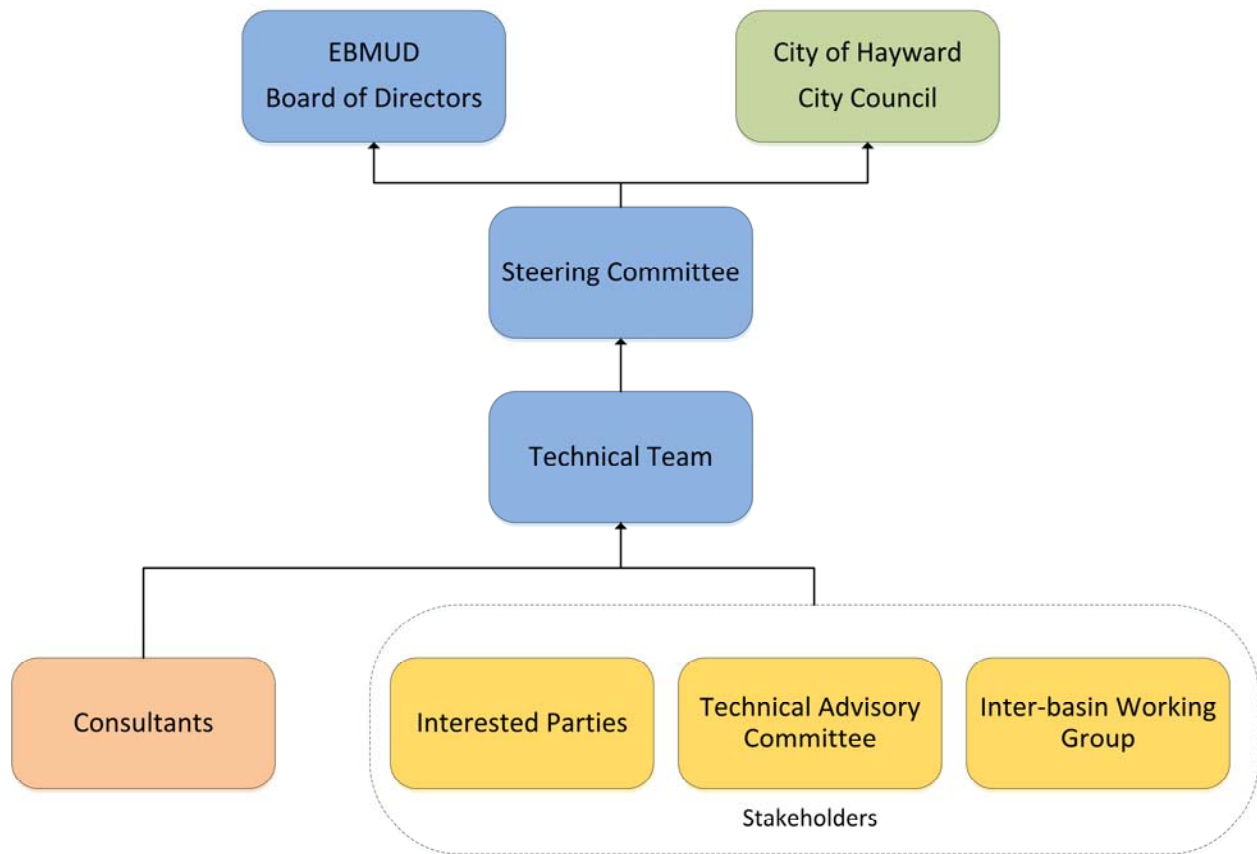 EBMUD
Board of Directors
City of Hayward
City Council
Steering Committee
Technical Team
Consultants
Interested Parties
Technical Advisory
Committee
Inter-basin Working
Group
Stakeholders